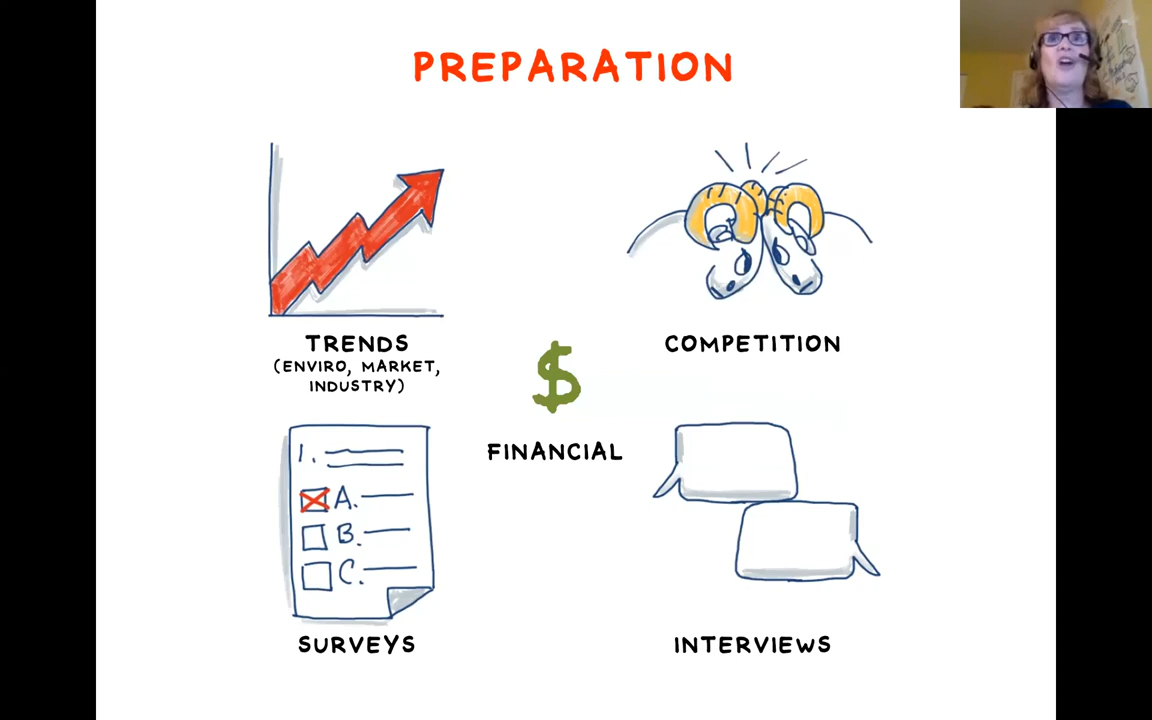 PREPARATION
TRENDS
(ENVIRO, MARKET,
INDUSTRY)
COMPETITION
$
FINANCIAL
1.
A.
B.
C.
SURVEYS
INTERVIEWS